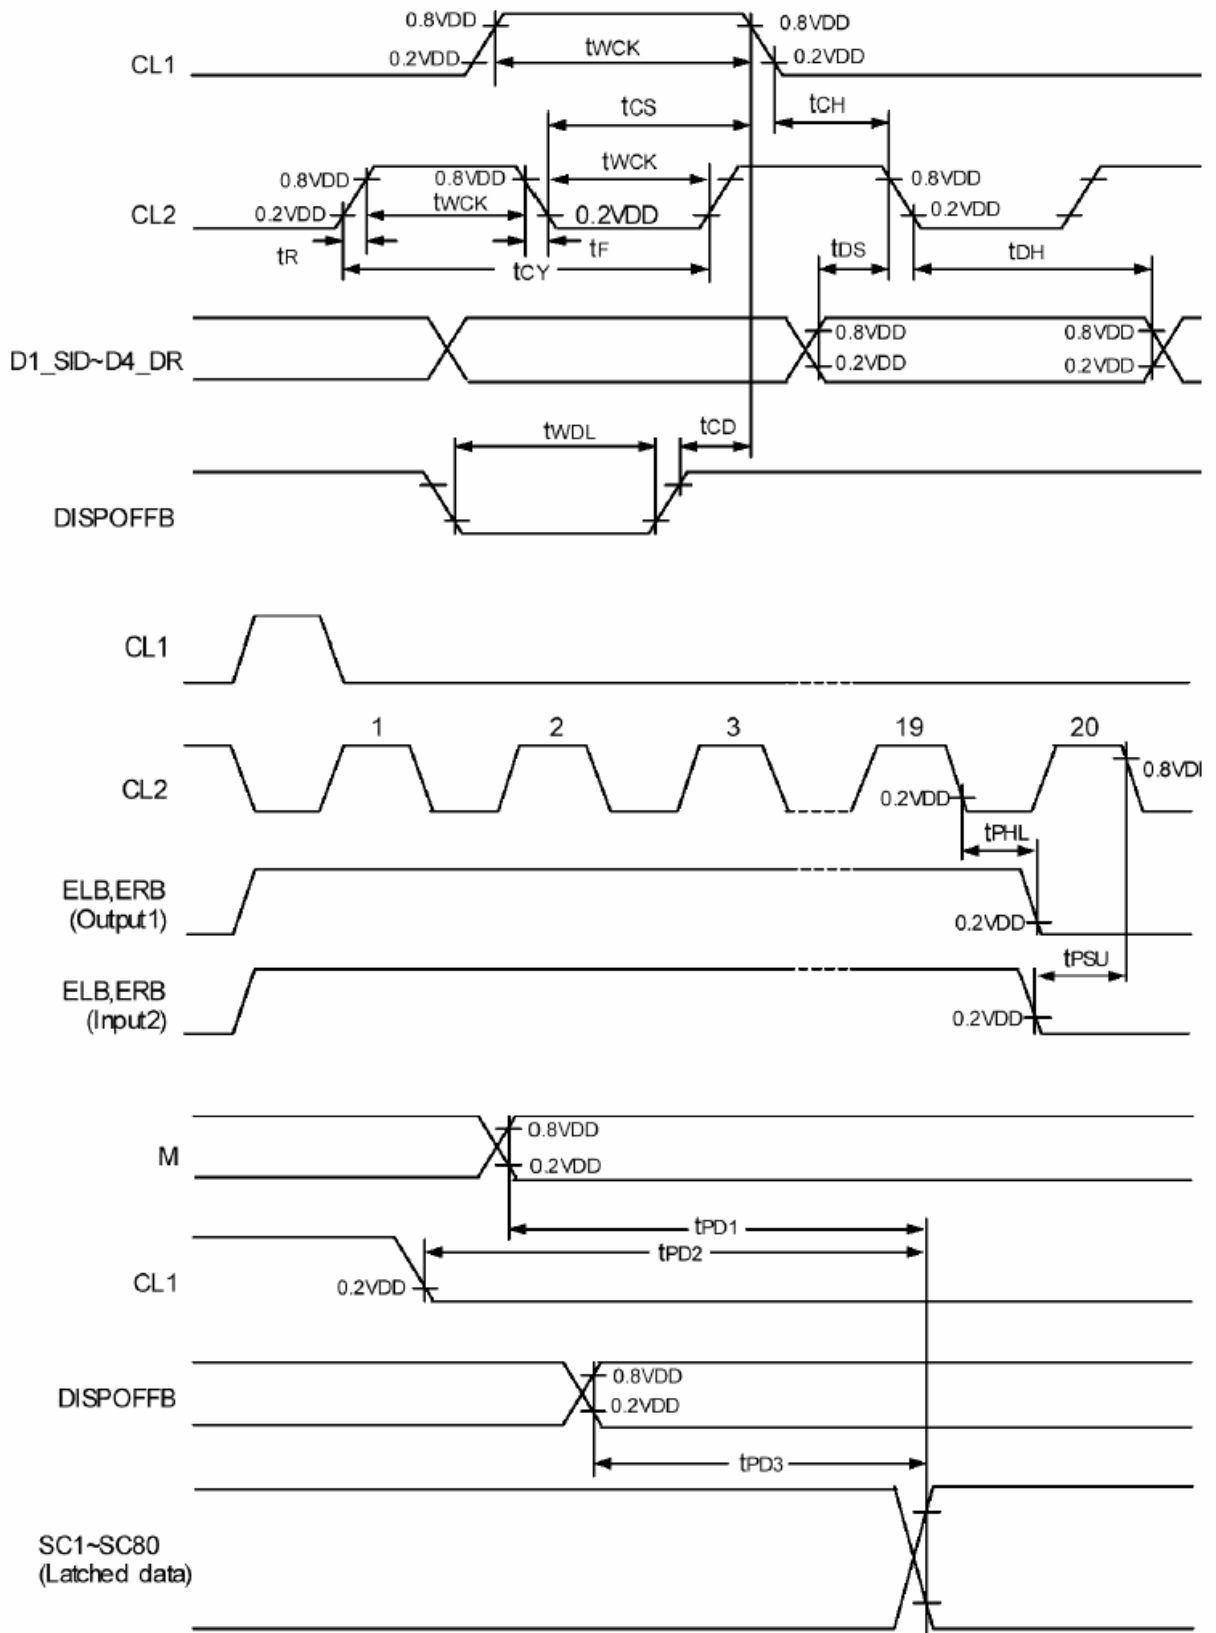 0.8VDD
0.8VDD
tWCK
0.2VDD
0.2VDD
CL1
tCS
tCH
tWCK
0.8VDD
0.8VDD
0.8VDD
tWCK
0.2VDD
0.2VDD
0.2VDD
CL2
tR
tF
tDS
tDH
tCY
0.8VDD
0.8VDD
D1_SID~D4_DR
0.2VDD
0.2VDD
tWDL
tCD
DISPOFFB
CL1
1
2
3
19
20
0.8VD
CL2
0.2VDD
tPHL
ELB,ERB
(Output1)
0.2VDD
tPSU
ELB,ERB
(Input2)
0.2VDD
0.8VDD
M
0.2VDD
tPD1
tPD2
CL1
0.2VDD
0.8VDD
DISPOFFB
0.2VDD
tPD3
SC1~SC80
(Latched data)